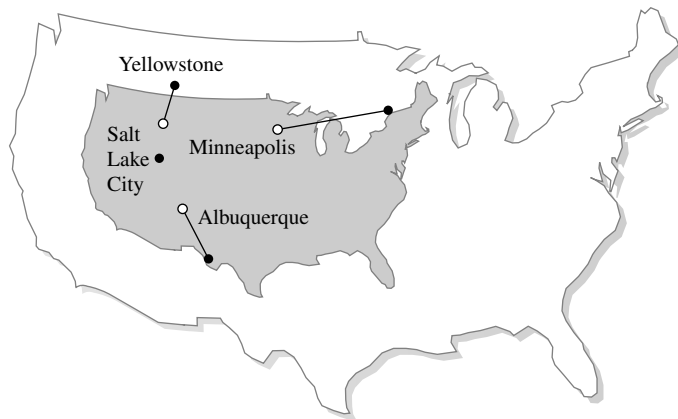 Yellowstone
Salt
Lake
City
Minneapolis
Albuquerque